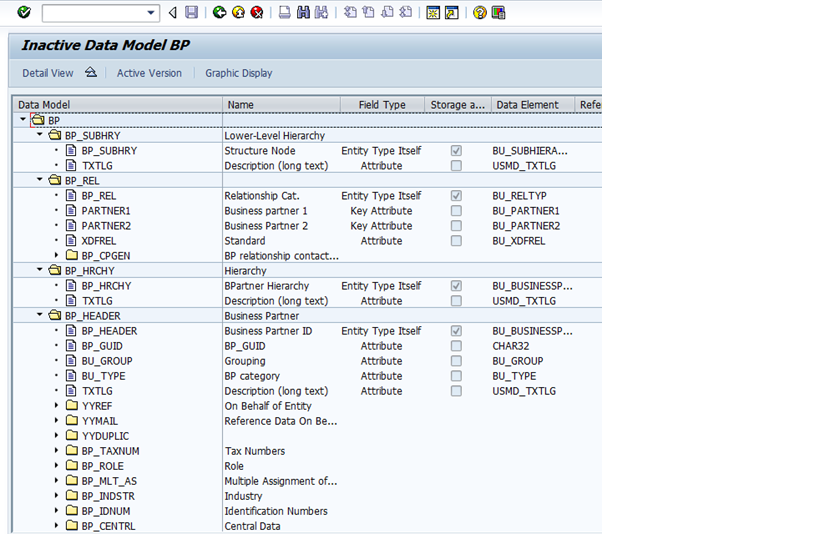 Inactive Data Model BP
Detail View Active Version Graphic Display
Data Model Name Field Type Storage a... Data Element Refe
BP
BP_SUBHRY Lower-Level Hierarchy
BP_SUBHRY Structure Node Entity Type Itself BU_SUBHIERA...
TXTLG Description (long text) Attribute USMD_TXTLG
BP_REL
BP_REL Relationship Cat. Entity Type Itself BU_RELTYP
PARTNER1 Business partner 1 Key Attribute BU_PARTNER1
PARTNER2 Business Partner 2 Key Attribute BU_PARTNER2
XDFREL Standard Attribute BU_XDFREL
BP_CPGEN BP relationship contact...
BP_HRCHY Hierarchy
BP_HRCHY BPartner Hierarchy Entity Type Itself BU_BUSINESSP...
TXTLG Description (long text) Attribute USMD_TXTLG
BP_HEADER Business Partner
BP_HEADER Business Partner ID Entity Type Itself BU_BUSINESSP...
BP_GUID BP_GUID Attribute CHAR32
BU_GROUP Grouping Attribute BU_GROUP
BU_TYPE BP category Attribute BU_TYPE
TXTLG Description (long text) Attribute USMD_TXTLG
YYREF On Behalf of Entity
YYMAIL Reference Data On Be...
YYDUPLIC
BP_TAXNUM Tax Numbers
BP_ROLE Role
BP_MLT_AS Multiple Assignment of...
BP_INDSTR Industry
BP_IDNUM Identification Numbers
BP_CENTRL Central Data